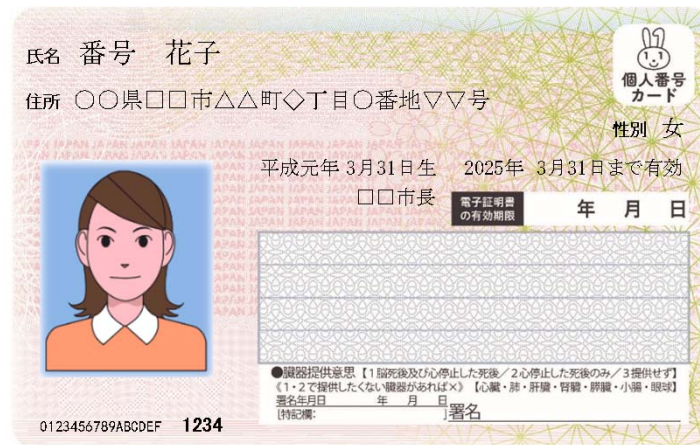 氏名 番号 花子
個人番号
カード
住所 〇〇県□□市△△町◇丁目〇番地▽▽号
性別 女
平成元年 3月31日生 2025年 3月31日まで有効
□□市長
電子証明書
の有効期限
年 月 日
●臓器提供意思【1脳死後及び心停止した死後／2心停止した死後のみ／3提供せず】
《1・2で提供したくない臓器があれば×》【心臓・肺・肝臓・腎臓・膵臓・小腸・眼球】
署名年月日 年 月 日
[特記欄: ] 署名
0123456789ABCDEF 1234